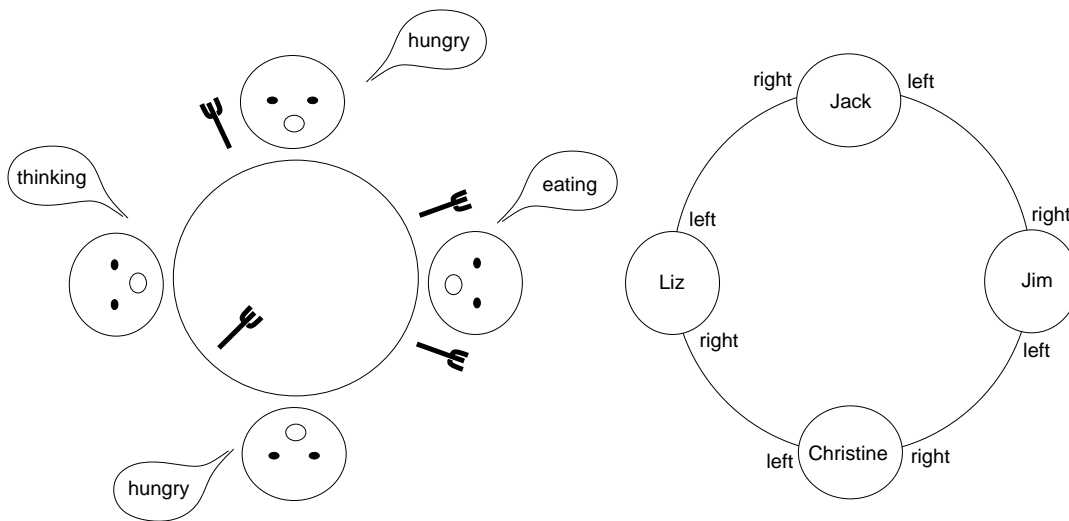 hungry
thinking
eating
hungry
right
left
Jack
left
right
Liz
Jim
right
left
left
Christine
right